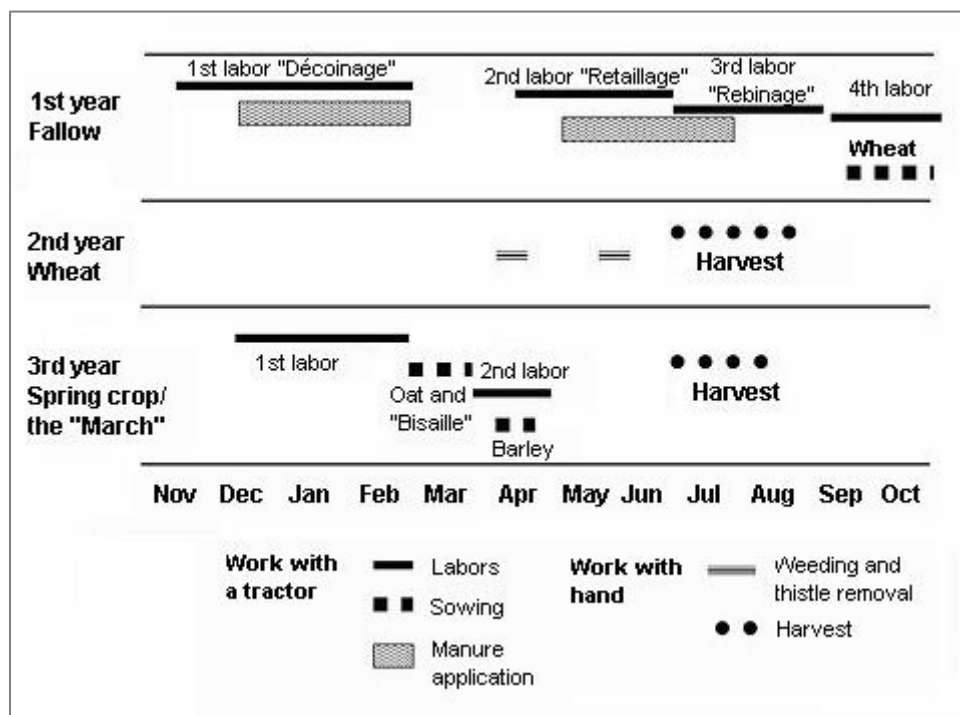 1st labor "Décoinage"
2nd labor "Retaillage"
3rd labor
"Rebinage"
4th labor
1st year
Fallow
Wheat
2nd year
Wheat
Harvest
3rd year
Spring crop/
the "March"
1st labor
Oat and
"Bisaille"
2nd labor
Barley
Harvest
Nov Dec Jan Feb Mar Apr May Jun Jul Aug Sep Oct
Work with
a tractor
Labors
Sowing
Manure
application
Work with
hand
Weeding and
thistle removal
Harvest